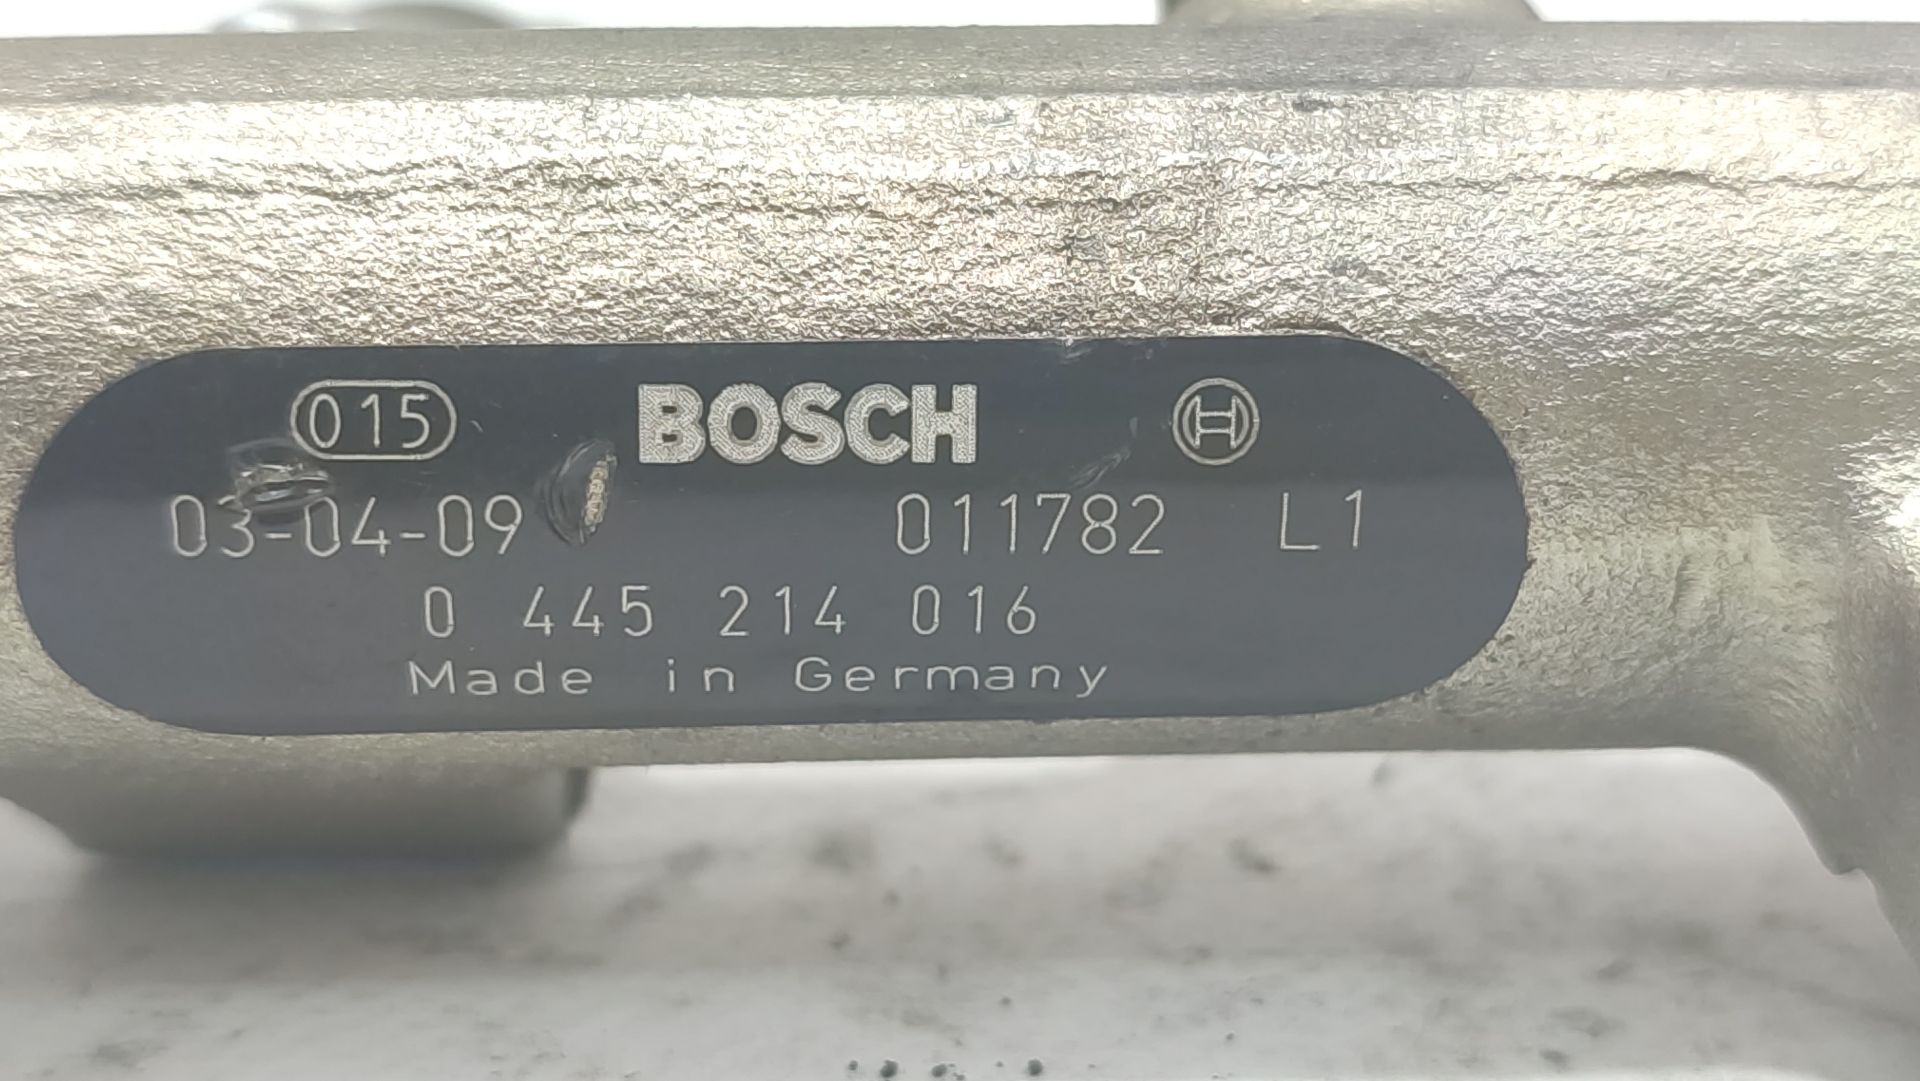 015 BOSCH
03-04-09 011782 L1
0 445 214 016
Made in Germany